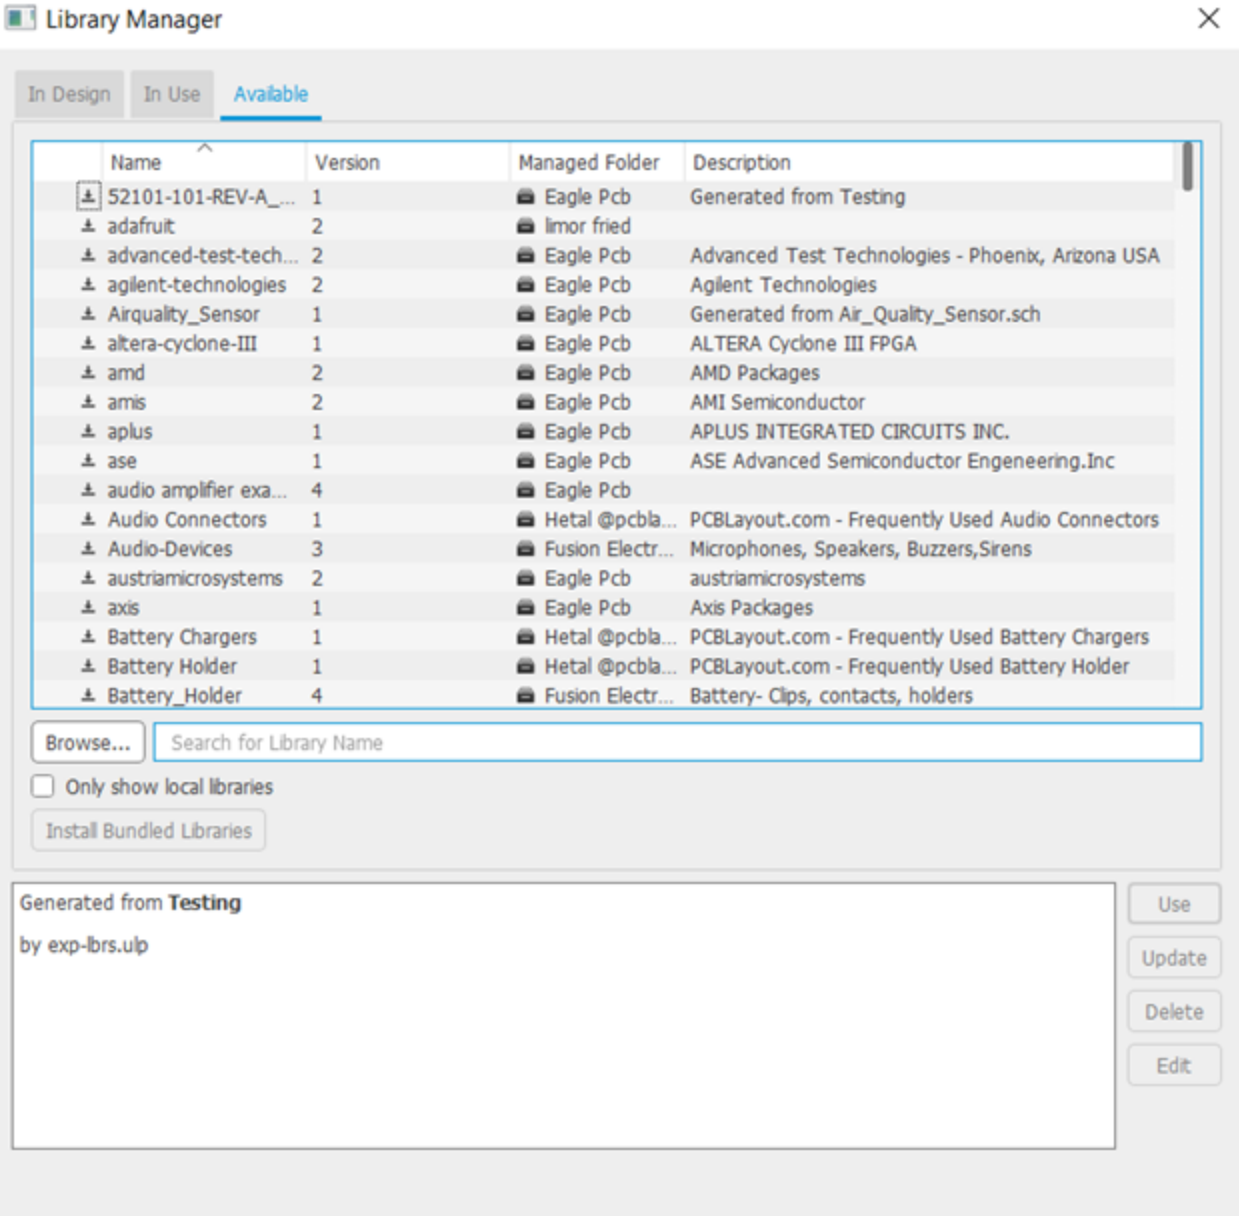 Library Manager
In Design In Use Available
Name Version Managed Folder Description
52101-101-REV-A_... 1 Eagle Pcb Generated from Testing
adafruit 2 limor fried
advanced-test-tech... 2 Eagle Pcb Advanced Test Technologies - Phoenix, Arizona USA
agilent-technologies 2 Eagle Pcb Agilent Technologies
Airquality_Sensor 1 Eagle Pcb Generated from Air_Quality_Sensor.sch
altera-cyclone-III 1 Eagle Pcb ALTERA Cyclone III FPGA
amd 2 Eagle Pcb AMD Packages
amis 2 Eagle Pcb AMI Semiconductor
aplus 1 Eagle Pcb APLUS INTEGRATED CIRCUITS INC.
ase 1 Eagle Pcb ASE Advanced Semiconductor Engeneering.Inc
audio amplifier exa... 4 Eagle Pcb
Audio Connectors 1 Hetal @pcbla... PCBLayout.com - Frequently Used Audio Connectors
Audio-Devices 3 Fusion Electr... Microphones, Speakers, Buzzers,Sirens
austriamicrosystems 2 Eagle Pcb austriamicrosystems
axis 1 Eagle Pcb Axis Packages
Battery Chargers 1 Hetal @pcbla... PCBLayout.com - Frequently Used Battery Chargers
Battery Holder 1 Hetal @pcbla... PCBLayout.com - Frequently Used Battery Holder
Battery_Holder 4 Fusion Electr... Battery- Clips, contacts, holders
Browse... Search for Library Name
Only show local libraries
Install Bundled Libraries
Generated from Testing
by exp-lbrs.ulp
Use
Update
Delete
Edit